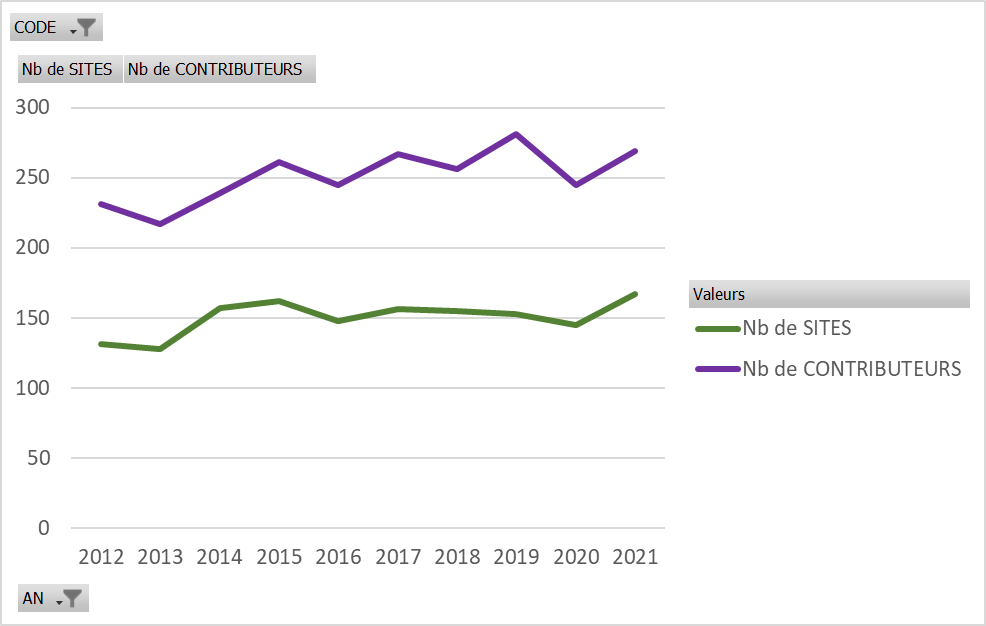 CODE
Nb de SITES Nb de CONTRIBUTEURS
300
250
200
150
100
50
0
2012 2013 2014 2015 2016 2017 2018 2019 2020 2021
Valeurs
Nb de SITES
Nb de CONTRIBUTEURS
AN